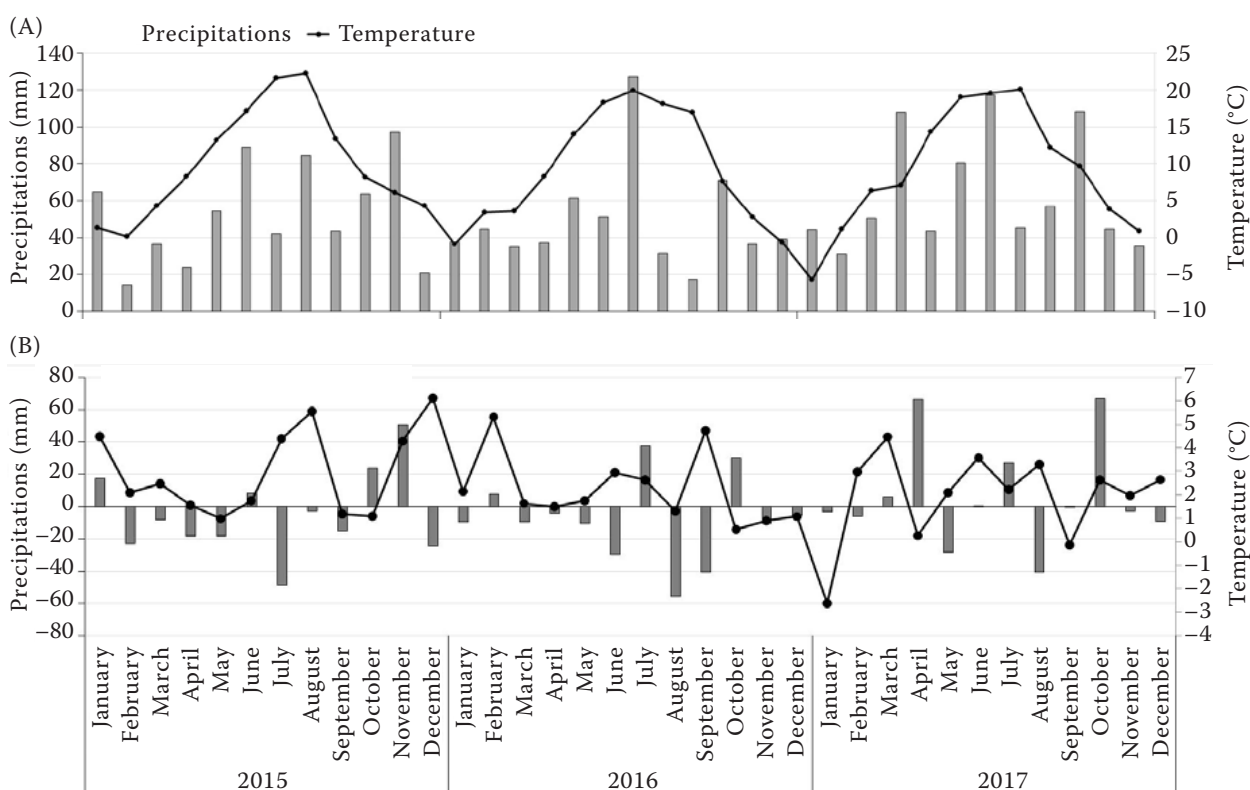 (A)
Precipitations Temperature
Precipitations (mm)
140
120
100
80
60
40
20
0
25
20
15
10
5
0
−5
−10
Temperature (°C)
(B)
Precipitations (mm)
80
60
40
20
0
−20
−40
−60
−80
7
6
5
4
3
2
1
0
−1
−2
−3
−4
Temperature (°C)
January
February
March
April
May
June
July
August
September
October
November
December
January
February
March
April
May
June
July
August
September
October
November
December
January
February
March
April
May
June
July
August
September
October
November
December
2015 2016 2017